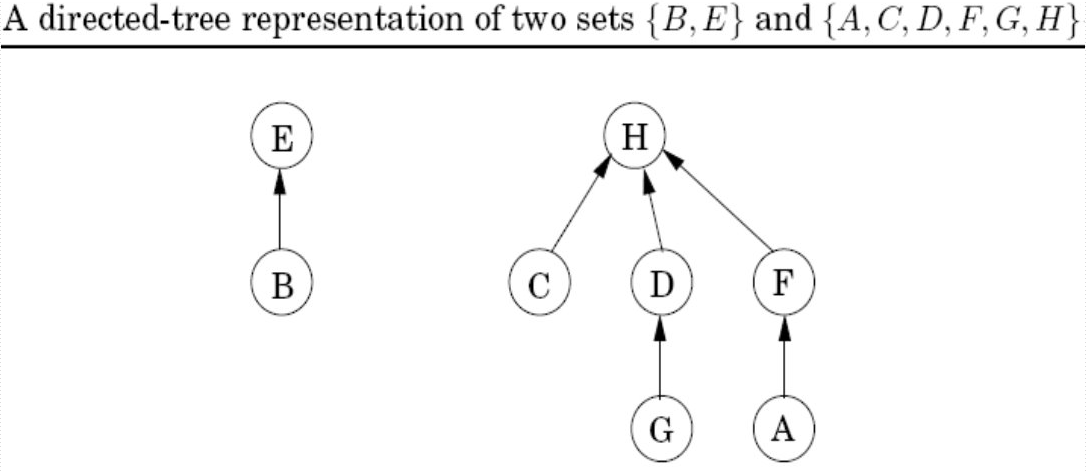 A directed-tree representation of two sets {B, E} and {A, C, D, F, G, H}
E H
B C D F
G A